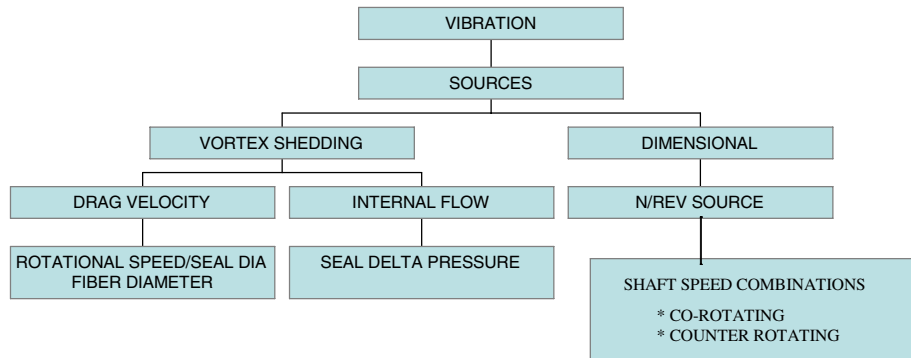 VIBRATION
SOURCES
VORTEX SHEDDING
DIMENSIONAL
DRAG VELOCITY
INTERNAL FLOW
N/REV SOURCE
ROTATIONAL SPEED/SEAL DIA
FIBER DIAMETER
SEAL DELTA PRESSURE
SHAFT SPEED COMBINATIONS
* CO-ROTATING
* COUNTER ROTATING